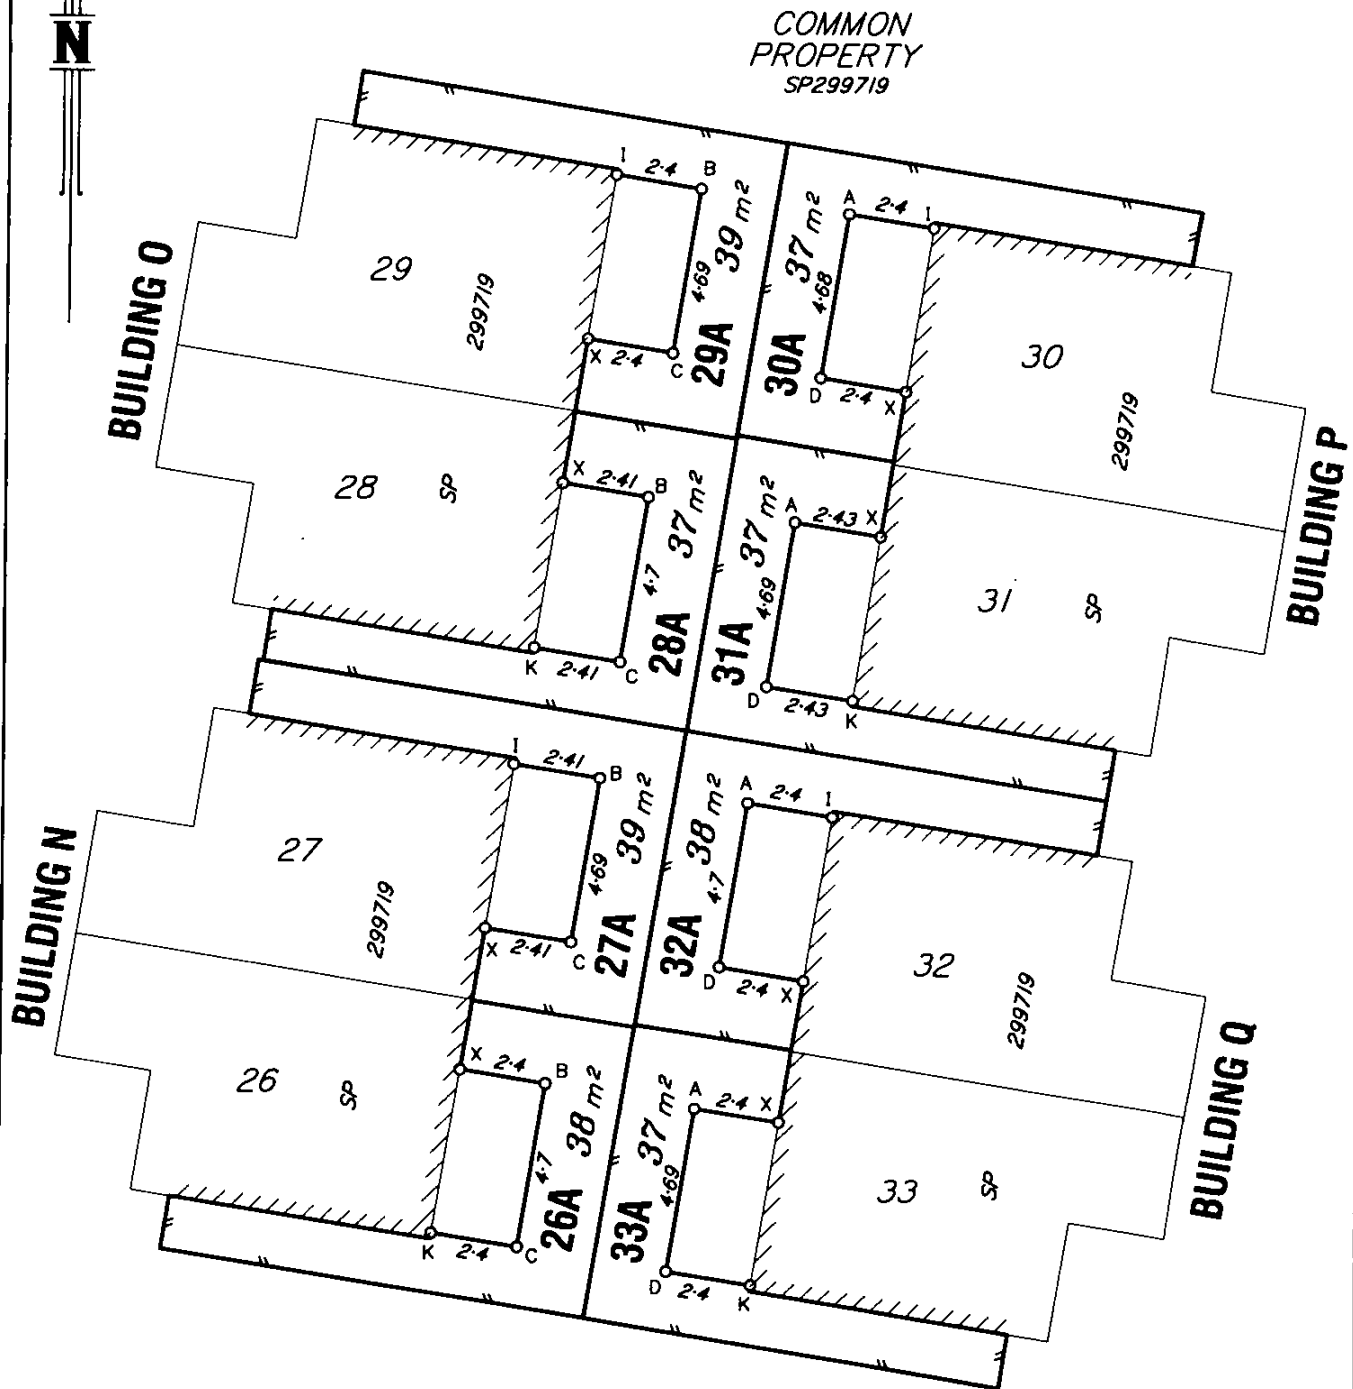 N
COMMON
PROPERTY
SP299719
BUILDING O
29
299719
I
2·4
B
4·69
X
2·4
C
29A
39 m²
30A
37 m²
A
2·4
I
4·68
D
2·4
X
30
299719
BUILDING P
28
SP
X
2·41
B
4·7
K
2·41
C
28A
37 m²
31A
37 m²
A
2·43
X
4·69
D
2·43
K
31
SP
BUILDING N
27
299719
I
2·41
B
4·69
X
2·41
C
27A
39 m²
32A
38 m²
A
2·4
I
4·7
D
2·4
X
32
299719
BUILDING Q
26
SP
X
2·4
B
4·7
K
2·4
C
26A
38 m²
33A
37 m²
A
2·4
X
4·69
D
2·4
K
33
SP